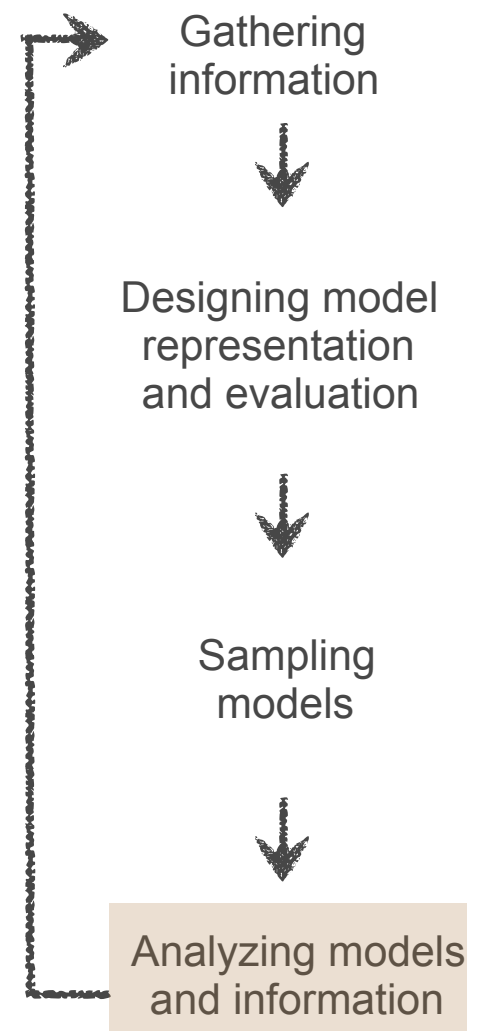 Gathering
information
Designing model
representation
and evaluation
Sampling
models
Analyzing models
and information